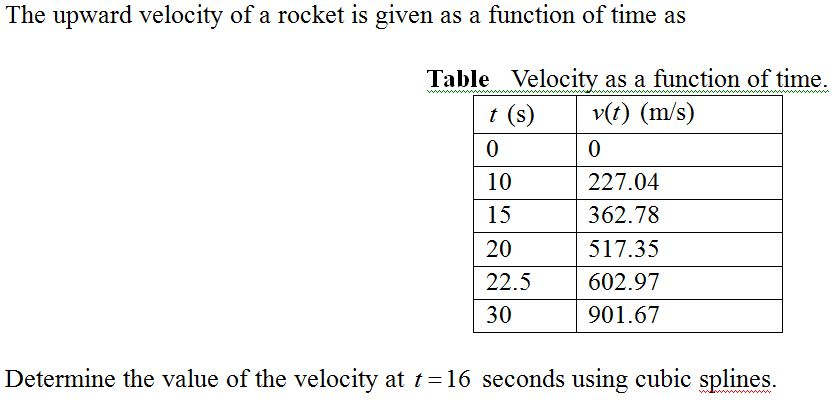 The upward velocity of a rocket is given as a function of time as
Table Velocity as a function of time.
t (s) v(t) (m/s)
0 0
10 227.04
15 362.78
20 517.35
22.5 602.97
30 901.67
Determine the value of the velocity at t = 16 seconds using cubic splines.